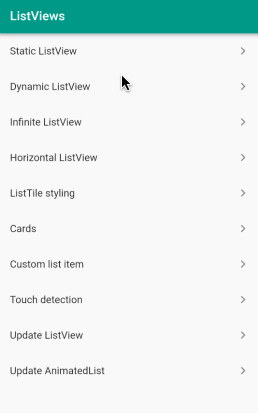 ListViews
Static ListView
Dynamic ListView
Infinite ListView
Horizontal ListView
ListTile styling
Cards
Custom list item
Touch detection
Update ListView
Update AnimatedList